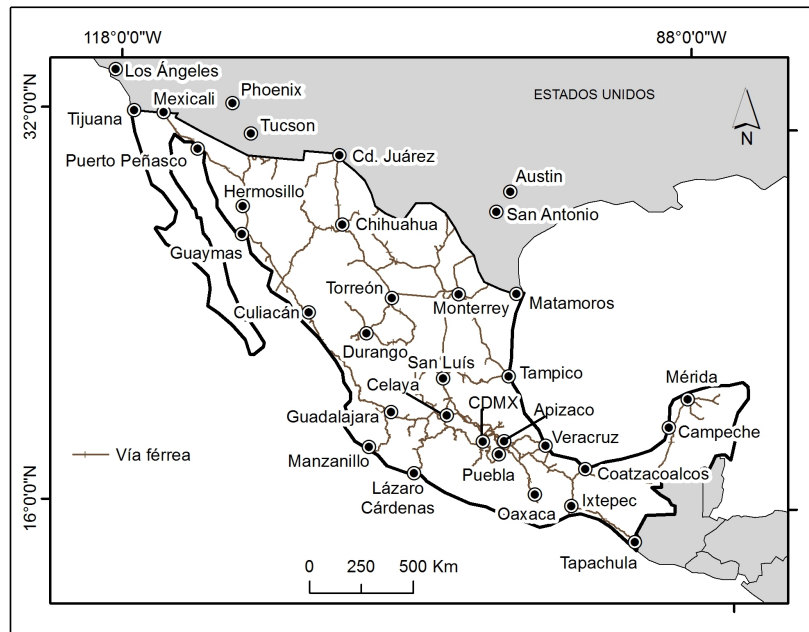 118°0'0"W
88°0'0"W
32°0'0"N
16°0'0"N
Los Ángeles
Phoenix
ESTADOS UNIDOS
Mexicali
Tijuana
Tucson
N
Puerto Peñasco
Cd. Juárez
Austin
Hermosillo
San Antonio
Chihuahua
Guaymas
Torreón
Monterrey
Matamoros
Culiacán
Durango
San Luís
Tampico
Mérida
Celaya
CDMX
Apizaco
Guadalajara
Campeche
Veracruz
Vía férrea
Manzanillo
Puebla
Coatzacoalcos
Lázaro
Cárdenas
Oaxaca
Ixtepec
Tapachula
0 250 500 Km